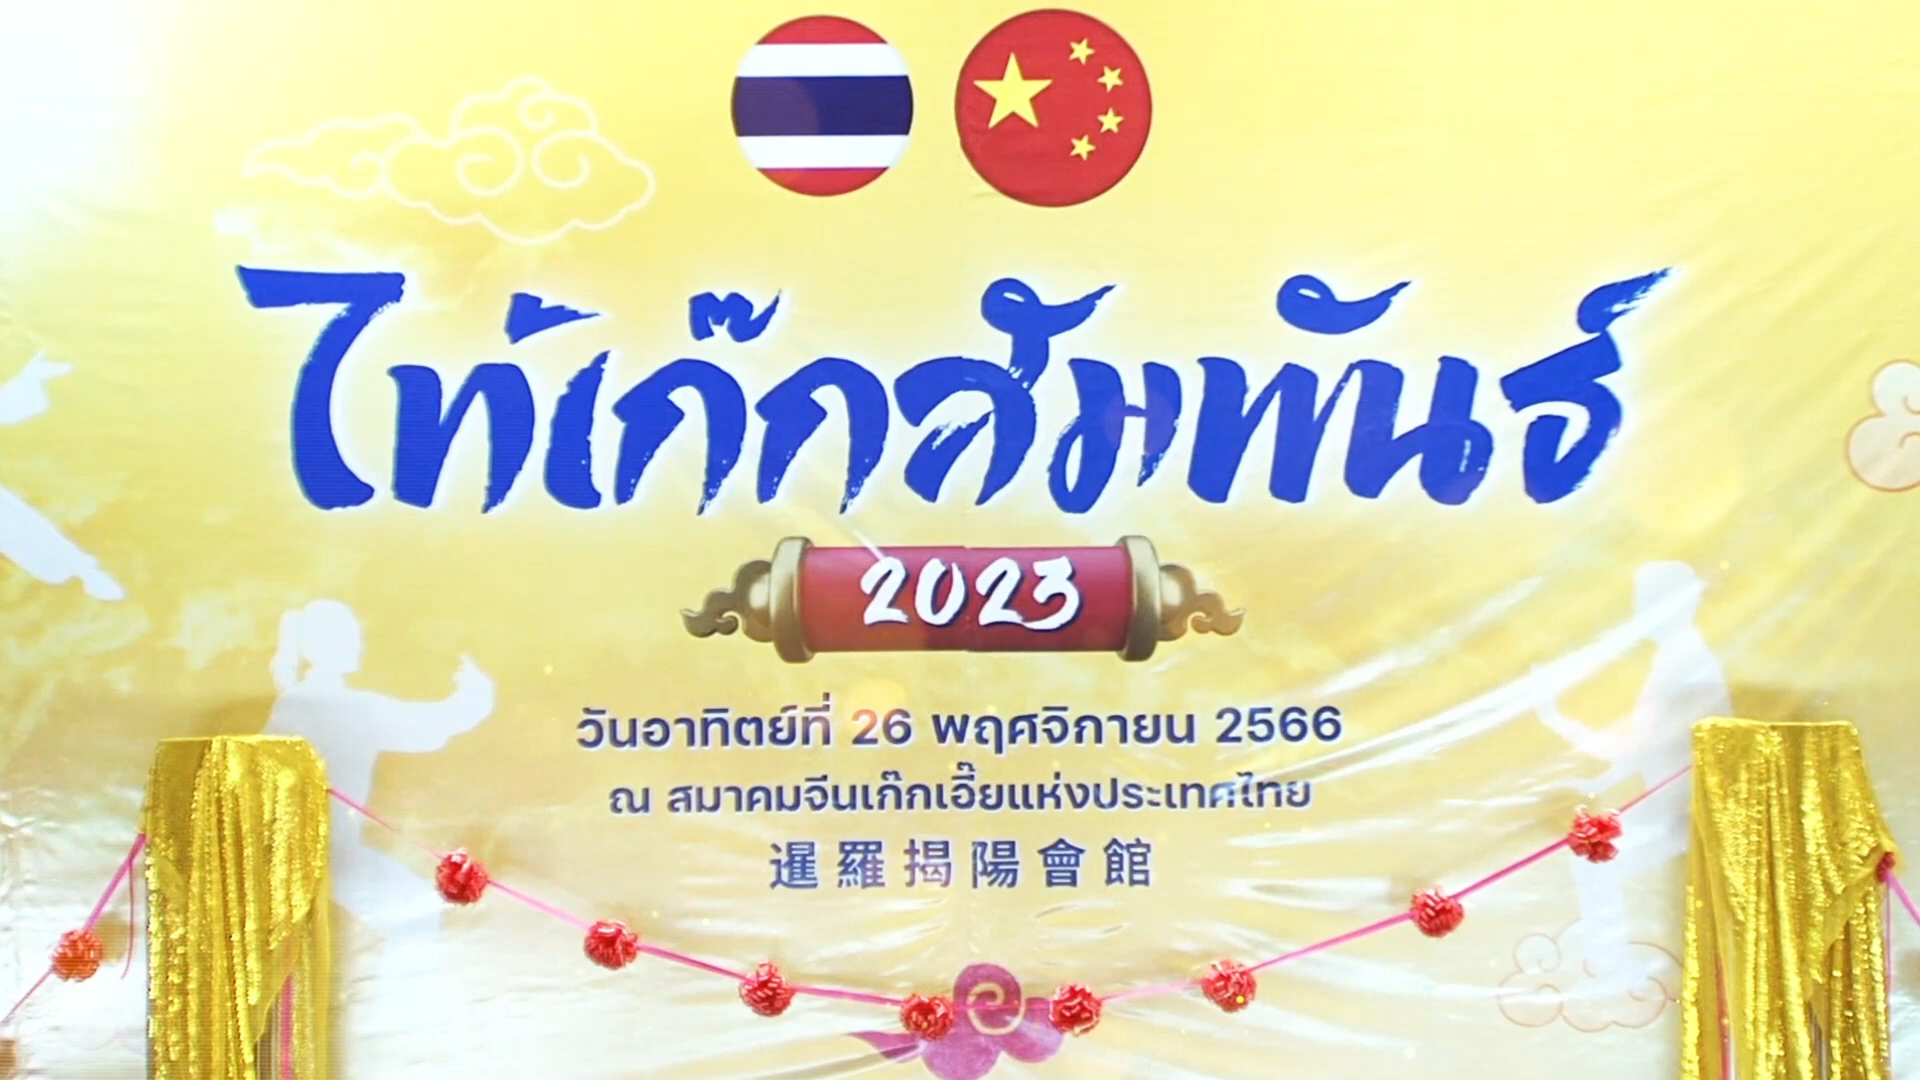 ไท้เก๊กสัมพันธ์
2023
วันอาทิตย์ที่ 26 พฤศจิกายน 2566
ณ สมาคมจีนเก๊กเอี๊ยแห่งประเทศไทย
暹羅揭陽會館